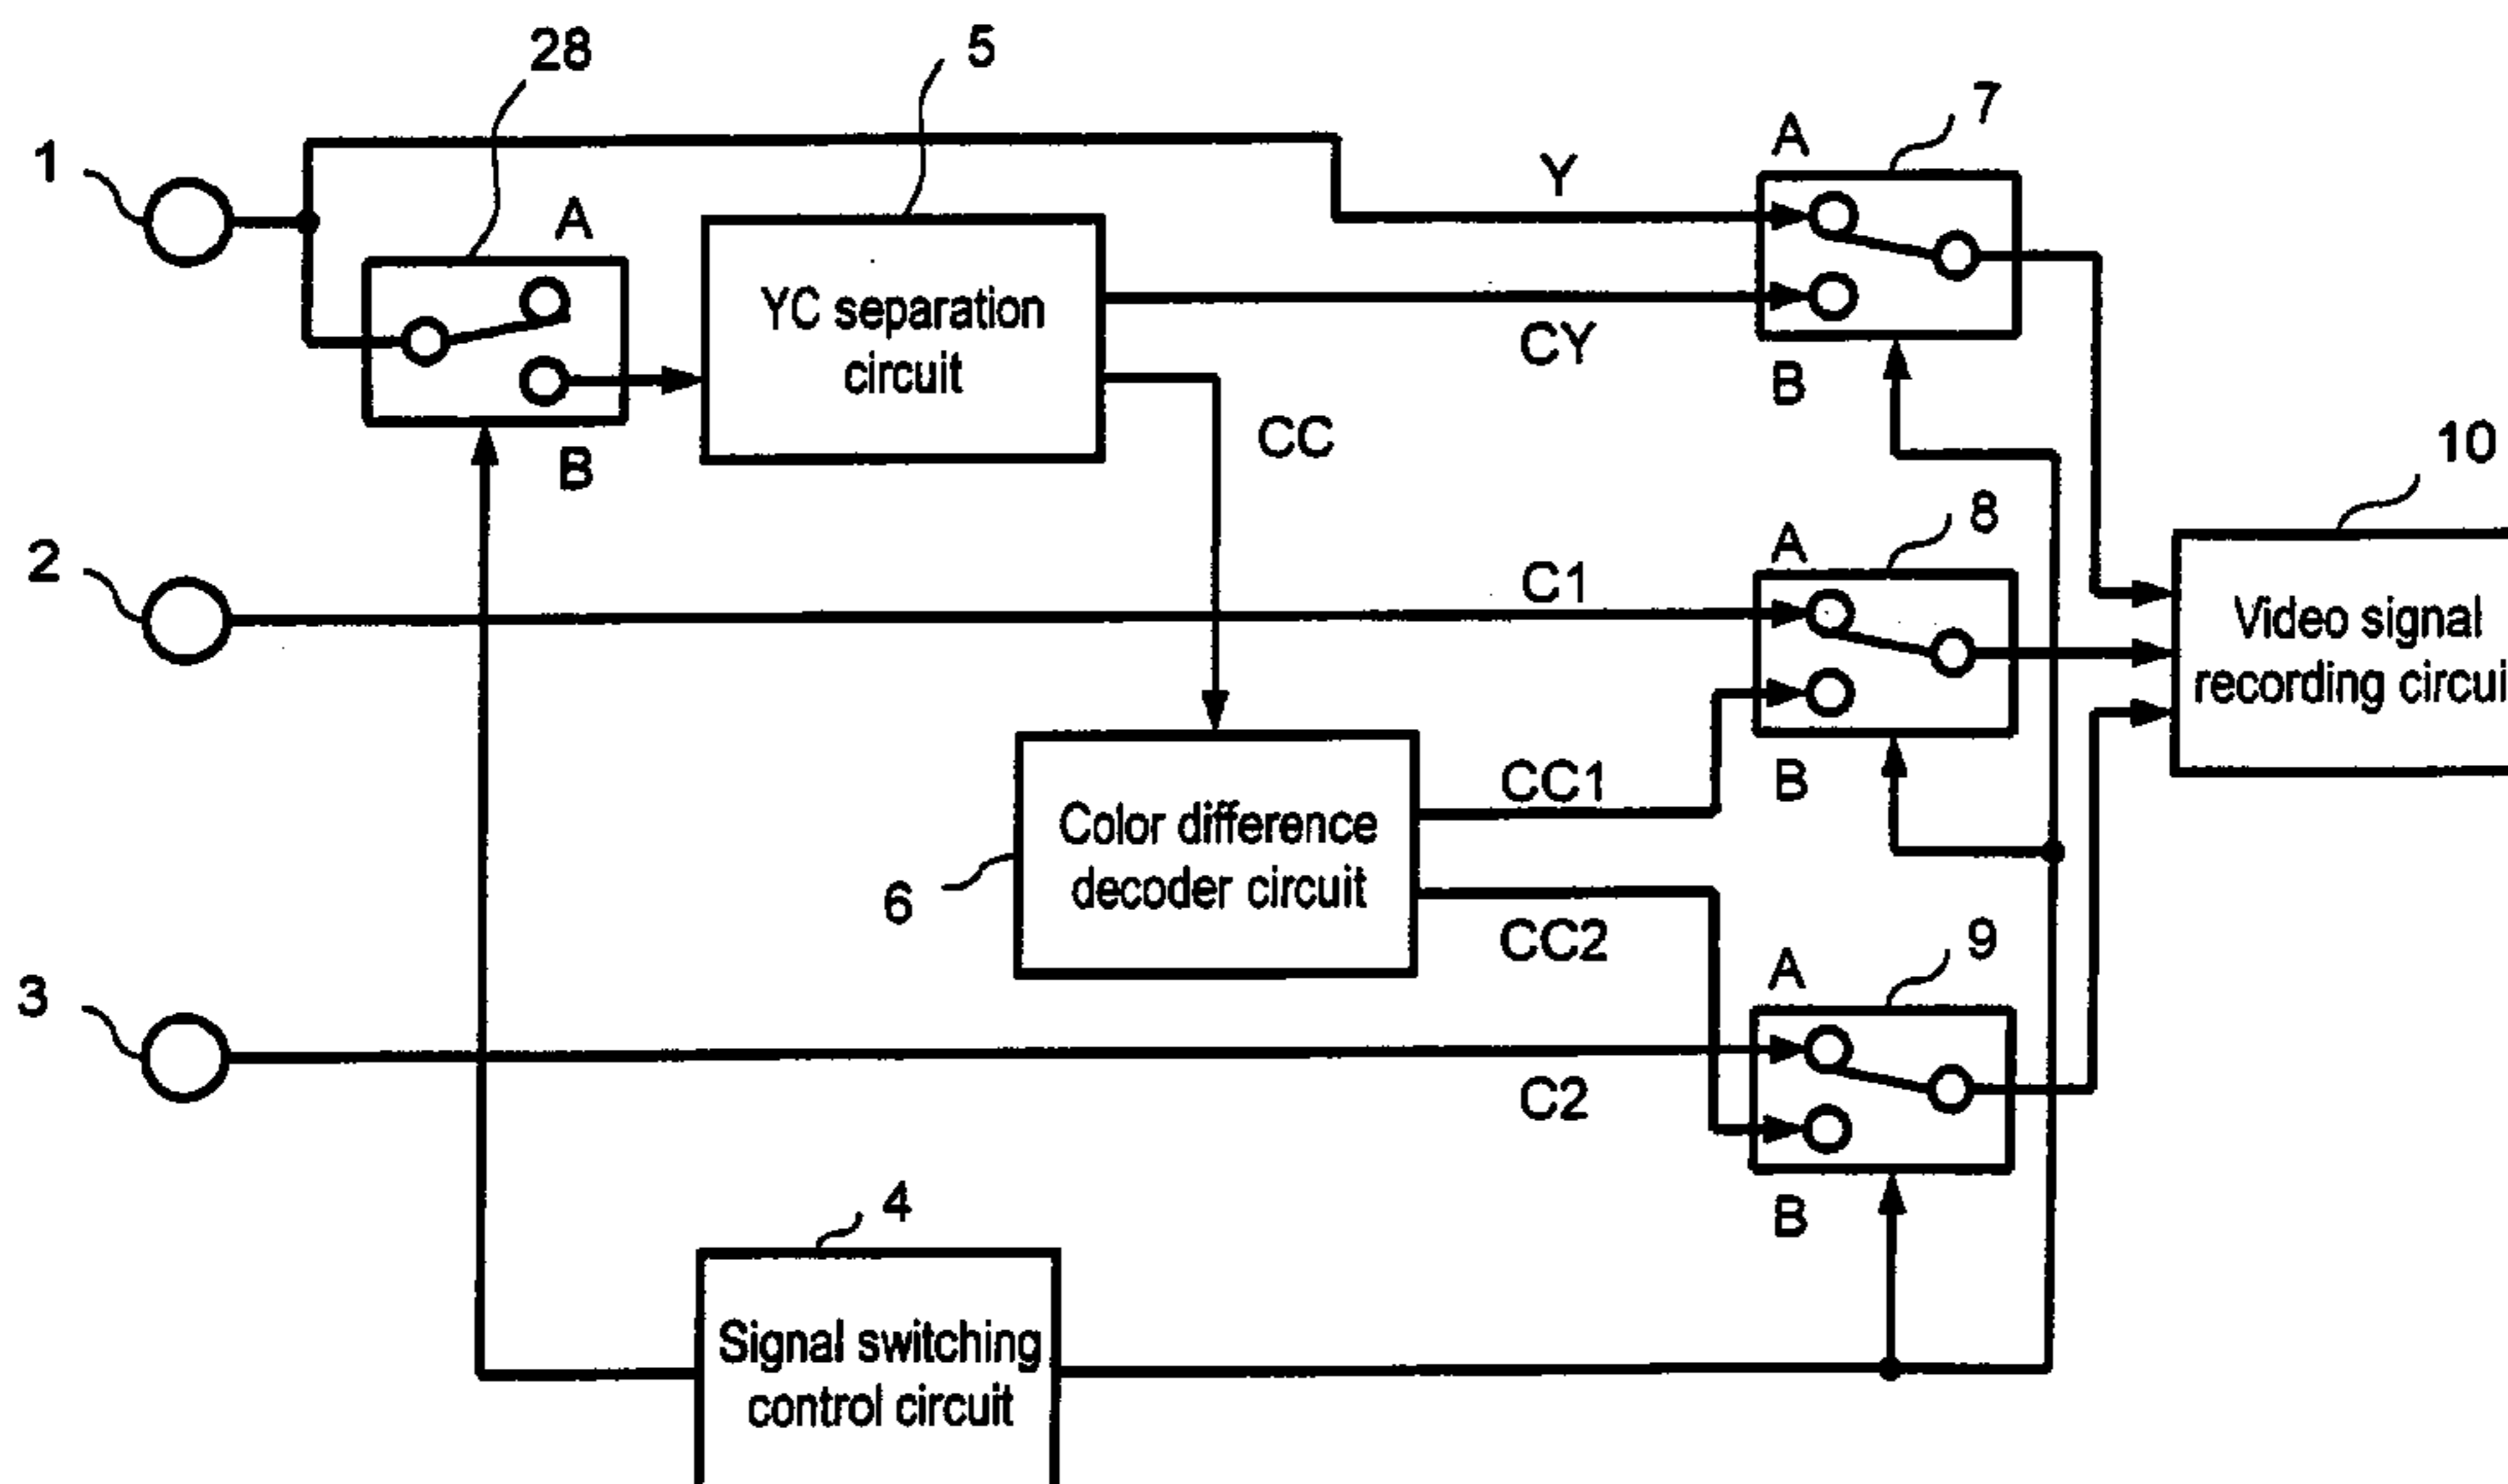 28
5
7
1
A
A
Y
YC separation
circuit
CY
B
CC
B
10
8
2
A
C1
Video signal
recording circui
CC1
B
Color difference
decoder circuit
6
CC2
9
A
3
C2
4
B
Signal switching
control circuit